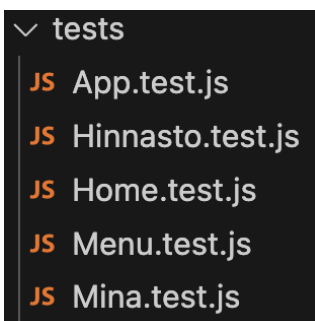 tests
JS App.test.js
JS Hinnasto.test.js
JS Home.test.js
JS Menu.test.js
JS Mina.test.js